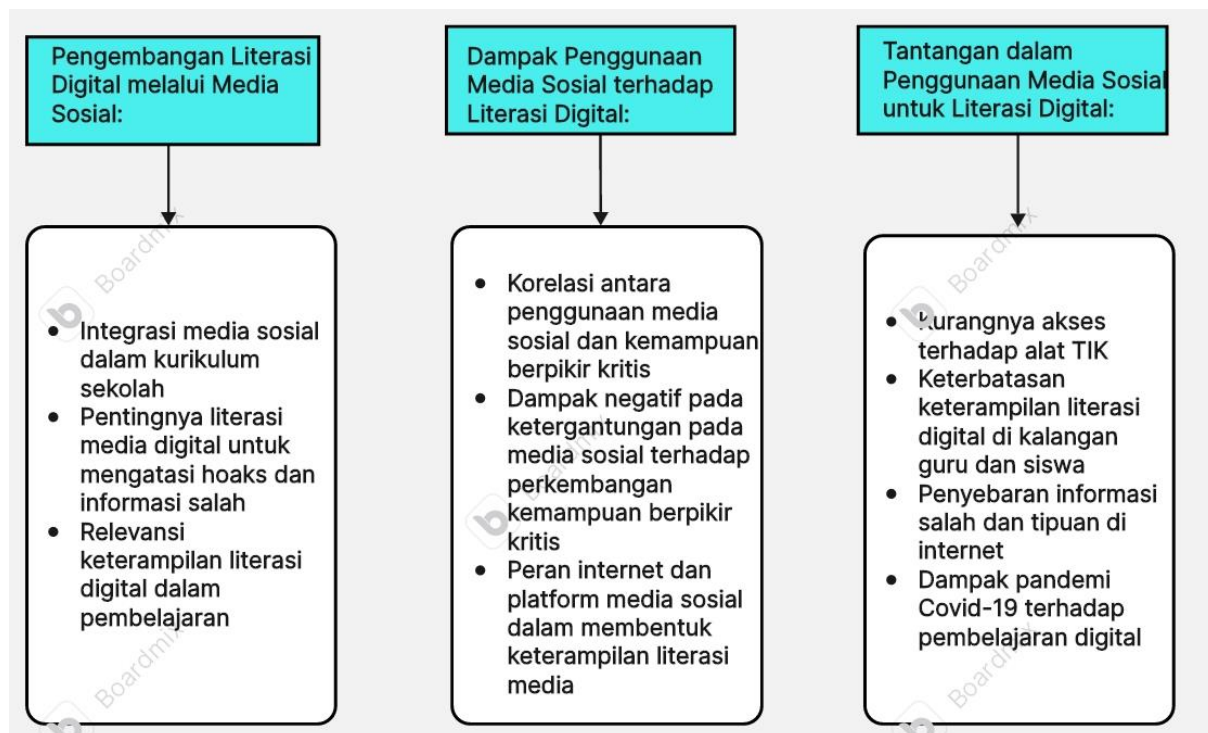 Pengembangan Literasi
Digital melalui Media
Sosial:
Integrasi media sosial
dalam kurikulum
sekolah
Pentingnya literasi
media digital untuk
mengatasi hoaks dan
informasi salah
Relevansi
keterampilan literasi
digital dalam
pembelajaran
Dampak Penggunaan
Media Sosial terhadap
Literasi Digital:
Korelasi antara
penggunaan media
sosial dan kemampuan
berpikir kritis
Dampak negatif pada
ketergantungan pada
media sosial terhadap
perkembangan
kemampuan berpikir
kritis
Peran internet dan
platform media sosial
dalam membentuk
keterampilan literasi
media
Tantangan dalam
Penggunaan Media Sosial
untuk Literasi Digital:
Kurangnya akses
terhadap alat TIK
Keterbatasan
keterampilan literasi
digital di kalangan
guru dan siswa
Penyebaran informasi
salah dan tipuan di
internet
Dampak pandemi
Covid-19 terhadap
pembelajaran digital
Boardmix
Boardmix
Boardmix
Boardmix
Boardmix